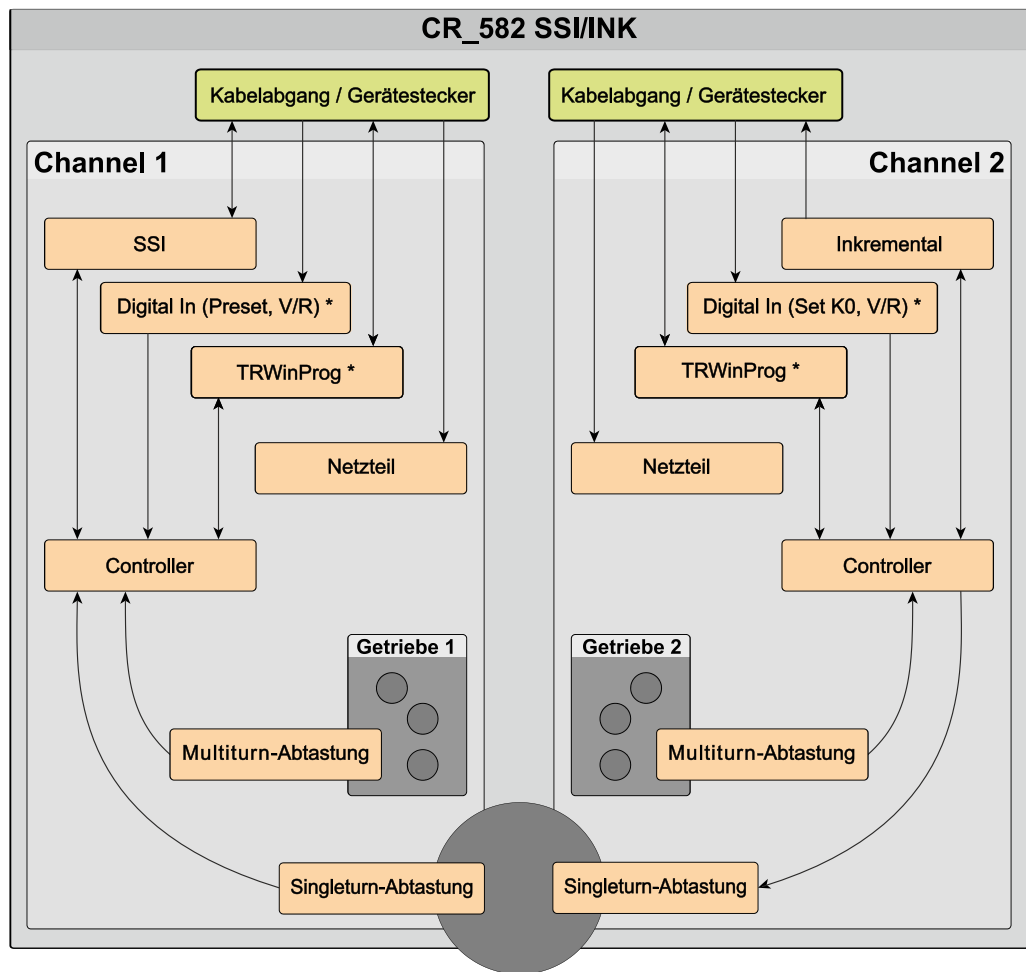 CR_582 SSI/INK
Kabelabgang / Gerätestecker
Kabelabgang / Gerätestecker
Channel 1
SSI
Digital In (Preset, V/R) *
TRWinProg *
Netzteil
Controller
Getriebe 1
Multiturn-Abtastung
Singleturn-Abtastung
Channel 2
Inkremental
Digital In (Set K0, V/R) *
TRWinProg *
Netzteil
Controller
Getriebe 2
Multiturn-Abtastung
Singleturn-Abtastung